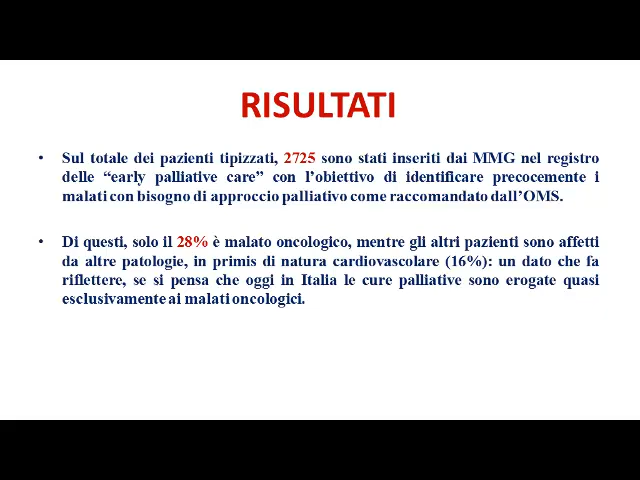 RISULTATI
• Sul totale dei pazienti tipizzati, 2725 sono stati inseriti dai MMG nel registro
delle “early palliative care” con l’obiettivo di identificare precocemente i
malati con bisogno di approccio palliativo come raccomandato dall’OMS.
• Di questi, solo il 28% è malato oncologico, mentre gli altri pazienti sono affetti
da altre patologie, in primis di natura cardiovascolare (16%): un dato che fa
riflettere, se si pensa che oggi in Italia le cure palliative sono erogate quasi
esclusivamente ai malati oncologici.